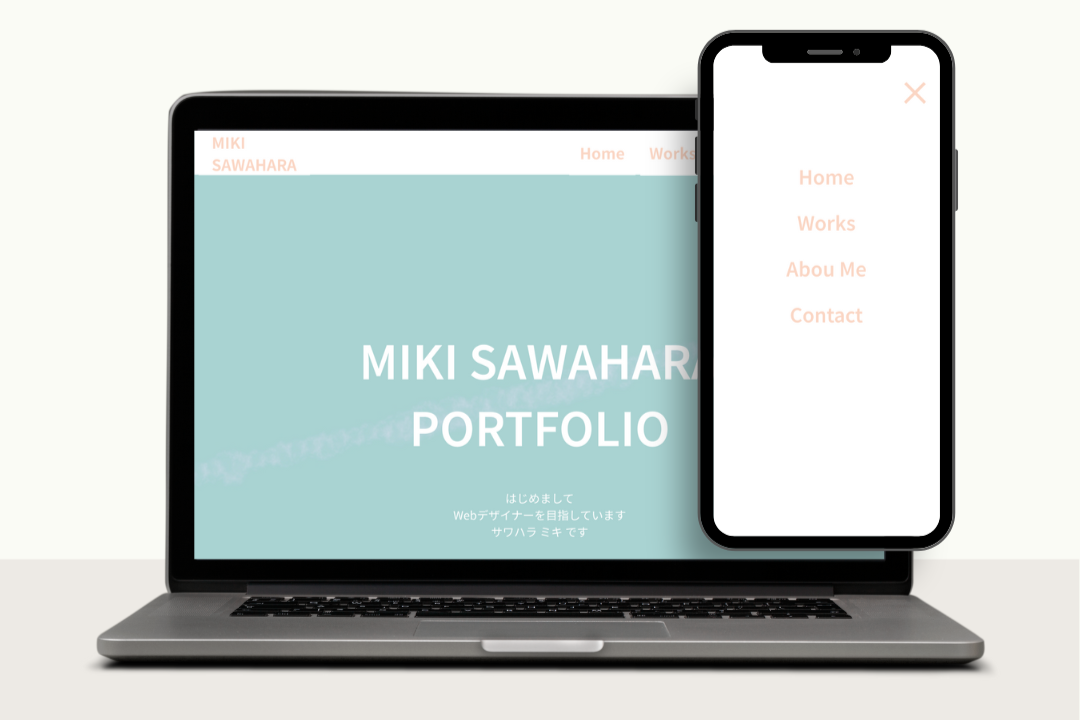 MIKI
SAWAHARA
Home Works
MIKI SAWAHARA
PORTFOLIO
はじめまして
Webデザイナーを目指しています
サワハラ ミキ です
Home
Works
Abou Me
Contact